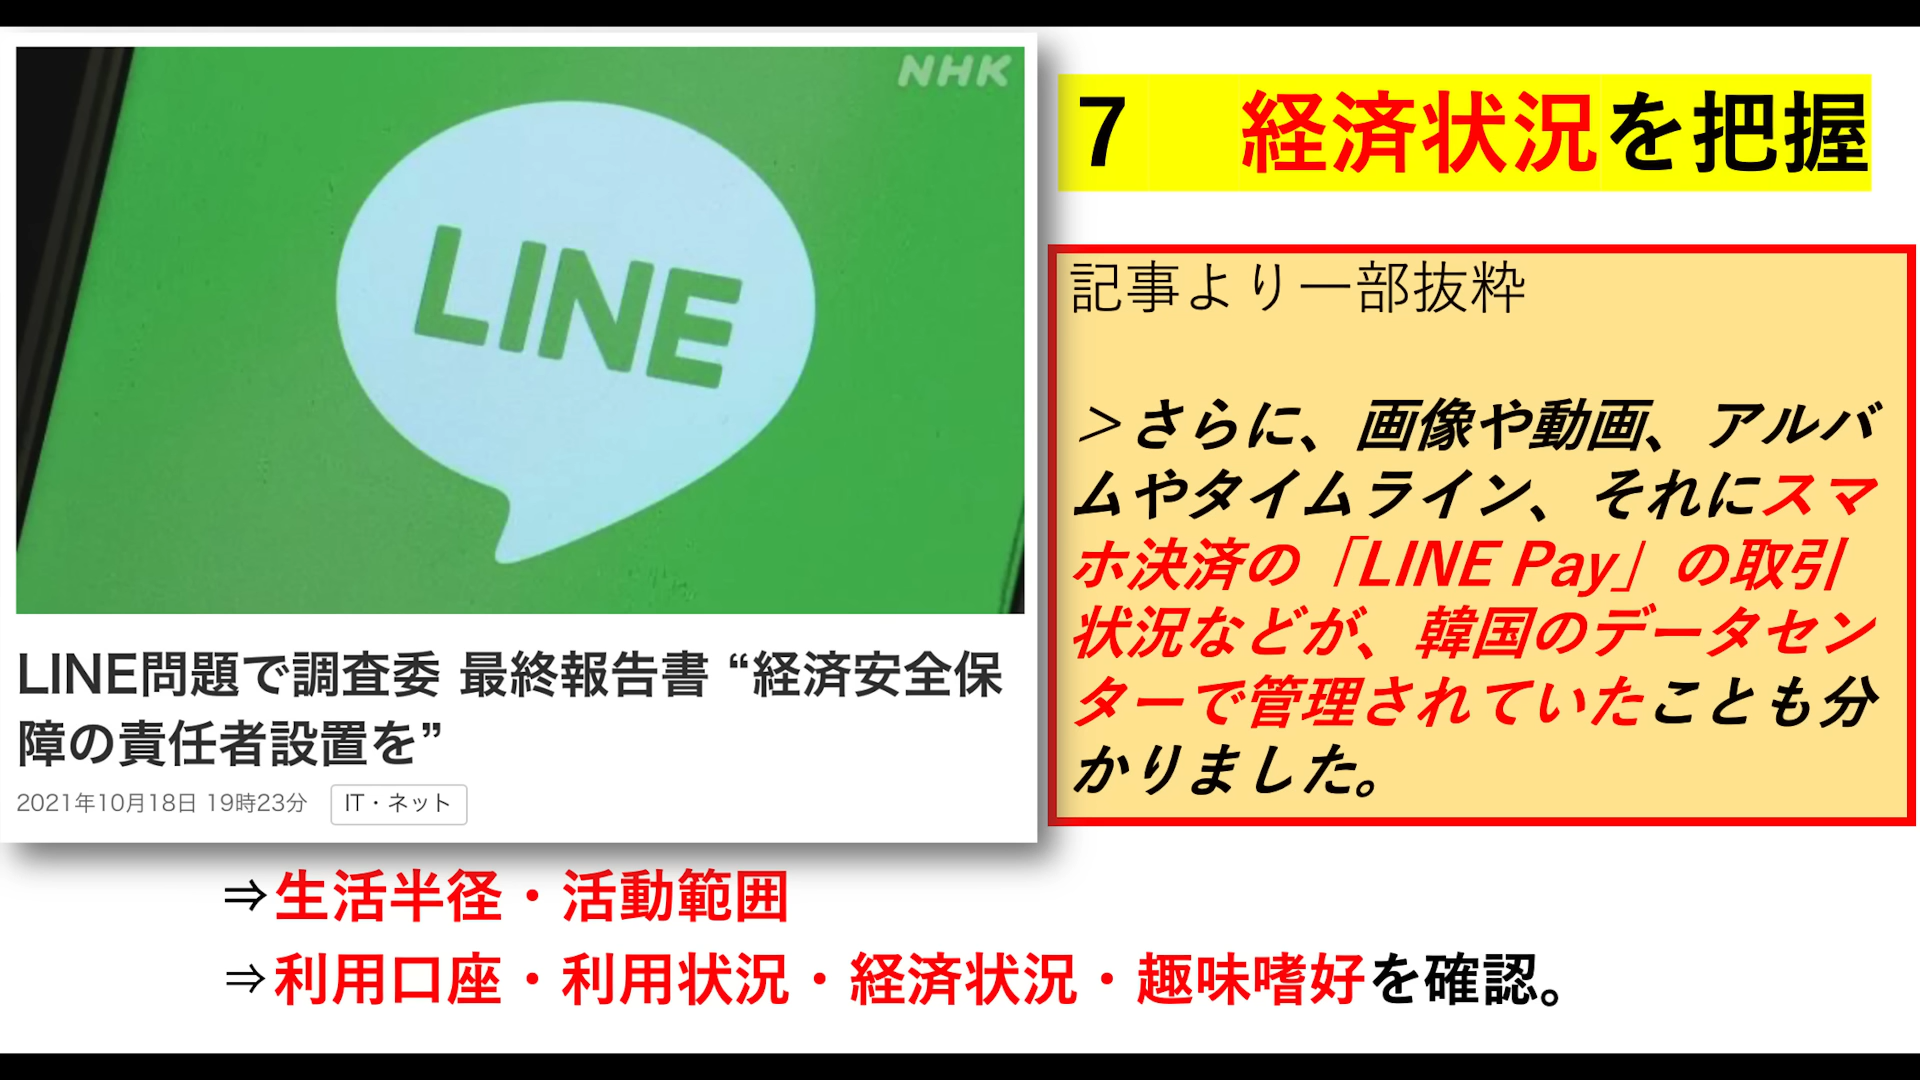 NHK
LINE
LINE問題で調査委 最終報告書 “経済安全保
障の責任者設置を”
2021年10月18日 19時23分 IT・ネット
7　経済状況を把握
記事より一部抜粋
＞さらに、画像や動画、アルバ
ムやタイムライン、それにスマ
ホ決済の「LINE Pay」の取引
状況などが、韓国のデータセン
ターで管理されていたことも分
かりました。
⇒生活半径・活動範囲
⇒利用口座・利用状況・経済状況・趣味嗜好を確認。